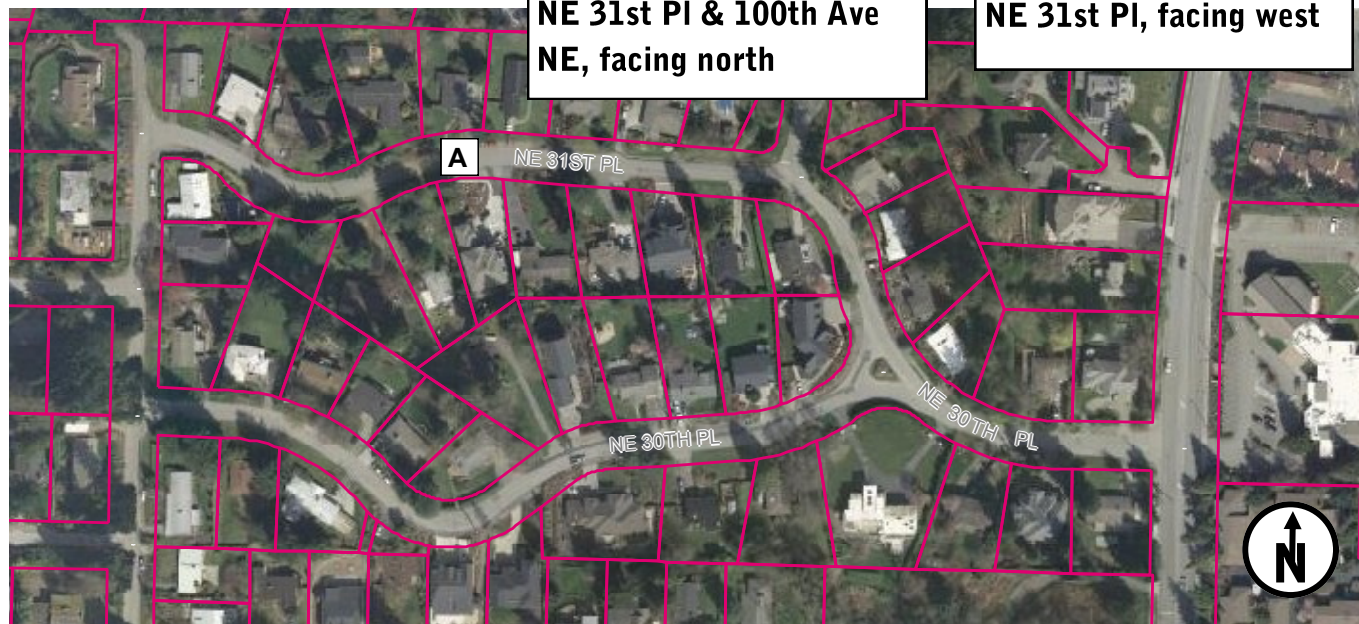 NE 31st Pl & 100th Ave
NE, facing north
NE 31st Pl, facing west
A
NE 31ST PL
NE 30TH PL
NE 30TH PL
N